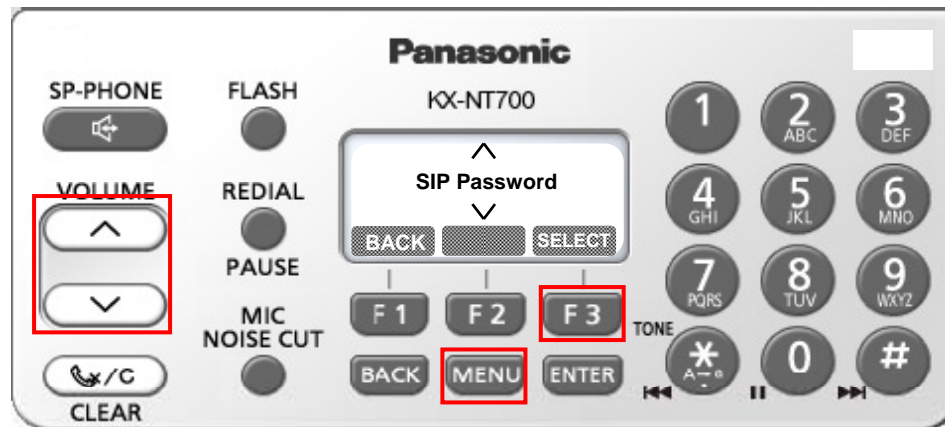 Panasonic
KX-NT700
SP-PHONE
FLASH
VOLUME
REDIAL
PAUSE
MIC
NOISE CUT
CLEAR
SIP Password
BACK SELECT
F 1 F 2 F 3
BACK MENU ENTER
/C
1 2 ABC 3 DEF
4 GHI 5 JKL 6 MNO
7 PQRS 8 TUV 9 WXYZ
TONE
* A→a 0 #